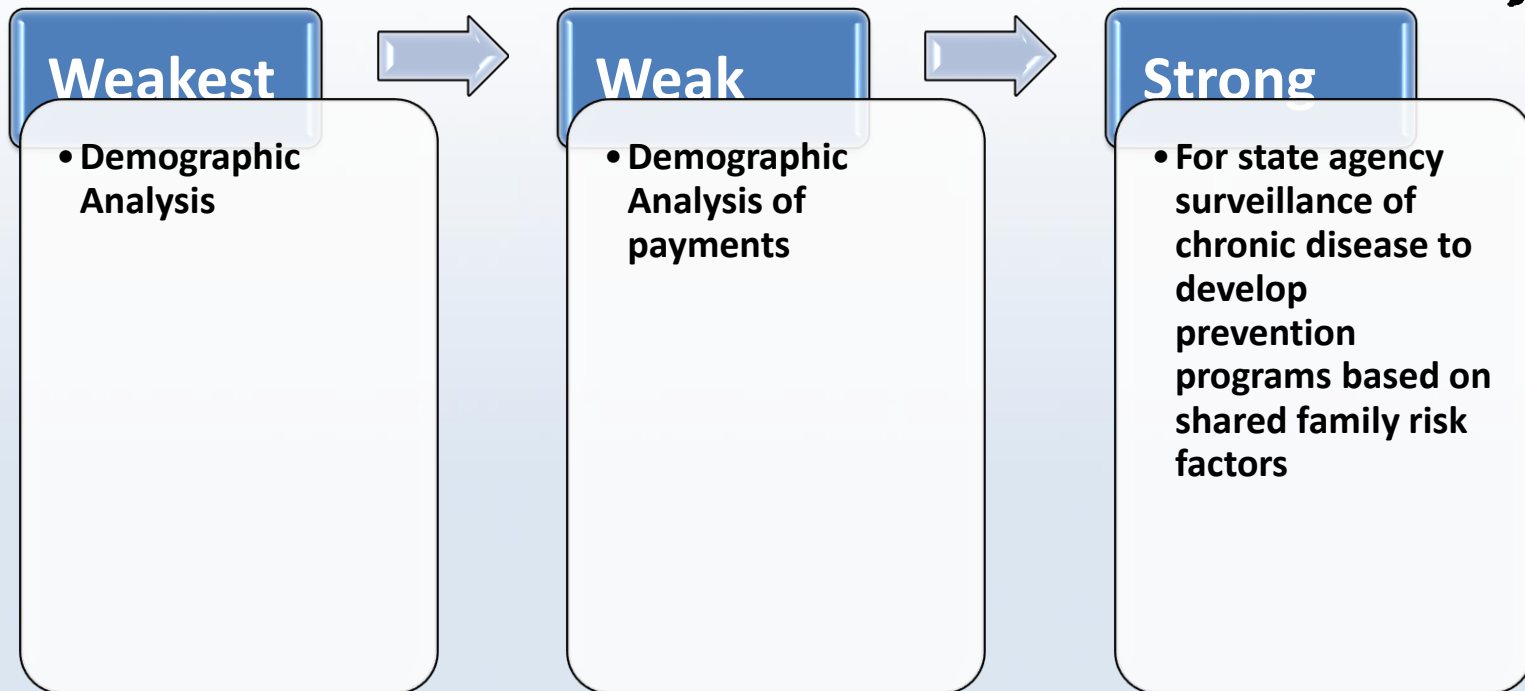 Weakest
• Demographic
Analysis
Weak
• Demographic
Analysis of
payments
Strong
• For state agency
surveillance of
chronic disease to
develop
prevention
programs based on
shared family risk
factors